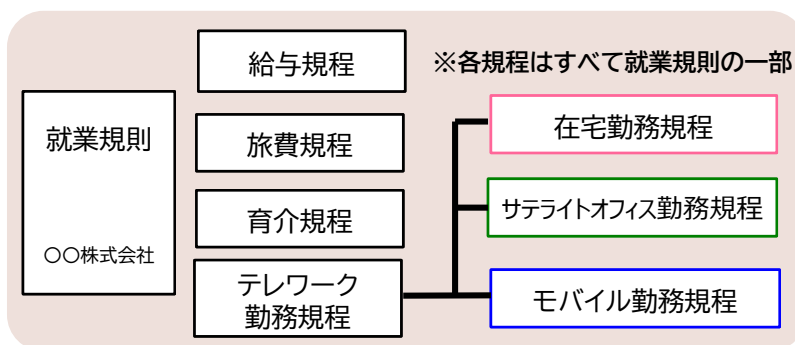 就業規則
〇〇株式会社
給与規程
旅費規程
育介規程
テレワーク
勤務規程
※各規程はすべて就業規則の一部
在宅勤務規程
サテライトオフィス勤務規程
モバイル勤務規程